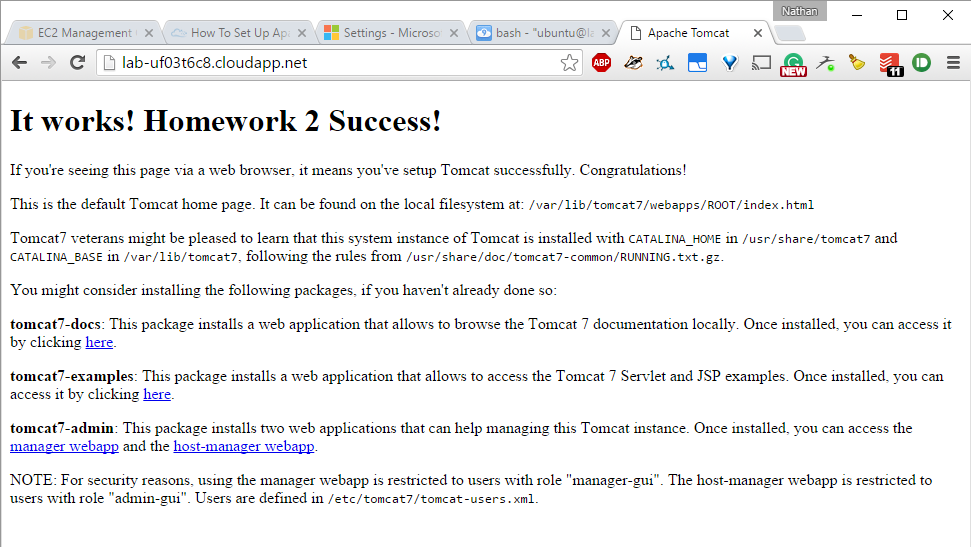 Nathan
EC2 Management
How To Set Up Apa
Settings - Microsof
bash - "ubuntu@la
Apache Tomcat
lab-uf03t6c8.cloudapp.net
ABP
NEW
11
It works! Homework 2 Success!
If you're seeing this page via a web browser, it means you've setup Tomcat successfully. Congratulations!
This is the default Tomcat home page. It can be found on the local filesystem at: /var/lib/tomcat7/webapps/ROOT/index.html
Tomcat7 veterans might be pleased to learn that this system instance of Tomcat is installed with CATALINA_HOME in /usr/share/tomcat7 and
CATALINA_BASE in /var/lib/tomcat7, following the rules from /usr/share/doc/tomcat7-common/RUNNING.txt.gz.
You might consider installing the following packages, if you haven't already done so:
tomcat7-docs: This package installs a web application that allows to browse the Tomcat 7 documentation locally. Once installed, you can access it
by clicking here.
tomcat7-examples: This package installs a web application that allows to access the Tomcat 7 Servlet and JSP examples. Once installed, you can
access it by clicking here.
tomcat7-admin: This package installs two web applications that can help managing this Tomcat instance. Once installed, you can access the
manager webapp and the host-manager webapp.
NOTE: For security reasons, using the manager webapp is restricted to users with role "manager-gui". The host-manager webapp is restricted to
users with role "admin-gui". Users are defined in /etc/tomcat7/tomcat-users.xml.